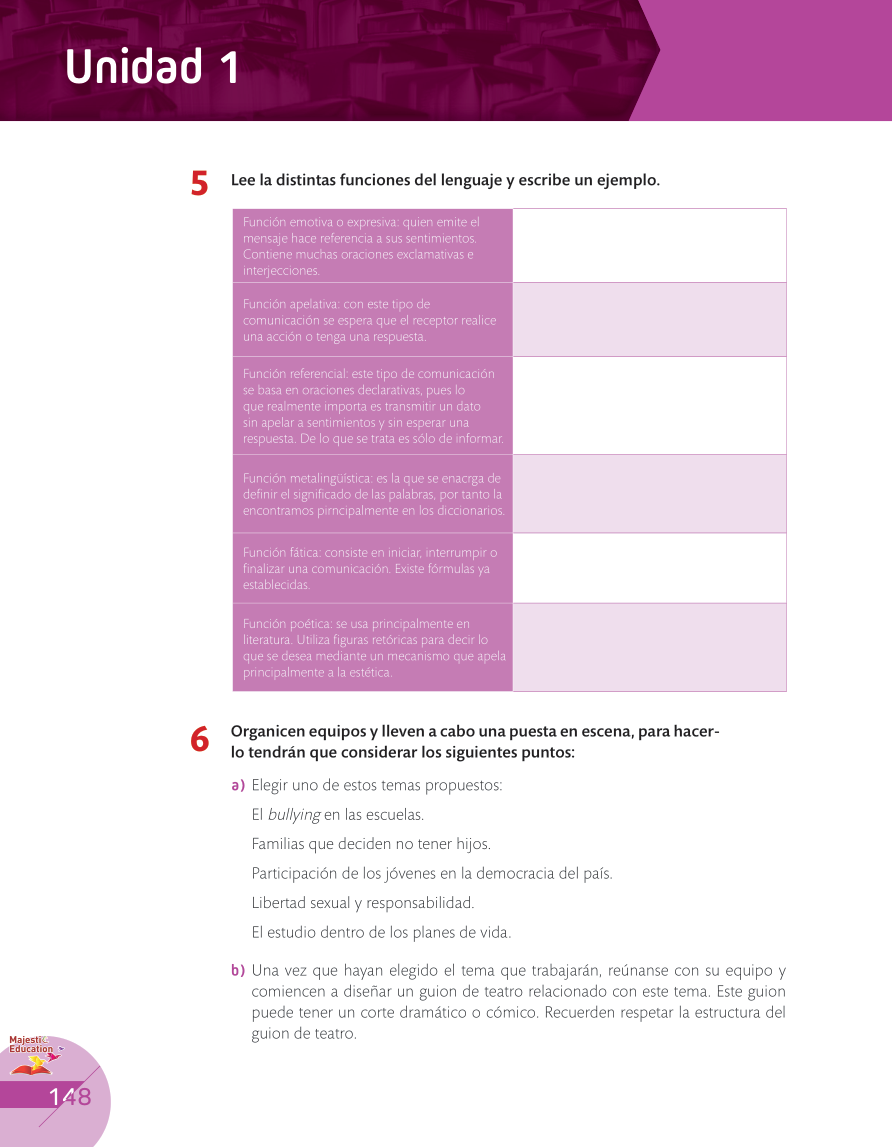 Unidad 1
5 Lee la distintas funciones del lenguaje y escribe un ejemplo.
Función emotiva o expresiva: quien emite el
mensaje hace referencia a sus sentimientos.
Contiene muchas oraciones exclamativas e
interjecciones.
Función apelativa: con este tipo de
comunicación se espera que el receptor realice
una acción o tenga una respuesta.
Función referencial: este tipo de comunicación
se basa en oraciones declarativas, pues lo
que realmente importa es transmitir un dato
sin apelar a sentimientos y sin esperar una
respuesta. De lo que se trata es sólo de informar.
Función metalingüística: es la que se enacrga de
definir el significado de las palabras, por tanto la
encontramos pirncipalmente en los diccionarios.
Función fática: consiste en iniciar, interrumpir o
finalizar una comunicación. Existe fórmulas ya
establecidas.
Función poética: se usa principalmente en
literatura. Utiliza figuras retóricas para decir lo
que se desea mediante un mecanismo que apela
principalmente a la estética.
6 Organicen equipos y lleven a cabo una puesta en escena, para hacer-
lo tendrán que considerar los siguientes puntos:
a) Elegir uno de estos temas propuestos:
El bullying en las escuelas.
Familias que deciden no tener hijos.
Participación de los jóvenes en la democracia del país.
Libertad sexual y responsabilidad.
El estudio dentro de los planes de vida.
b) Una vez que hayan elegido el tema que trabajarán, reúnanse con su equipo y
comiencen a diseñar un guion de teatro relacionado con este tema. Este guion
puede tener un corte dramático o cómico. Recuerden respetar la estructura del
guion de teatro.
Majestic
Education
148